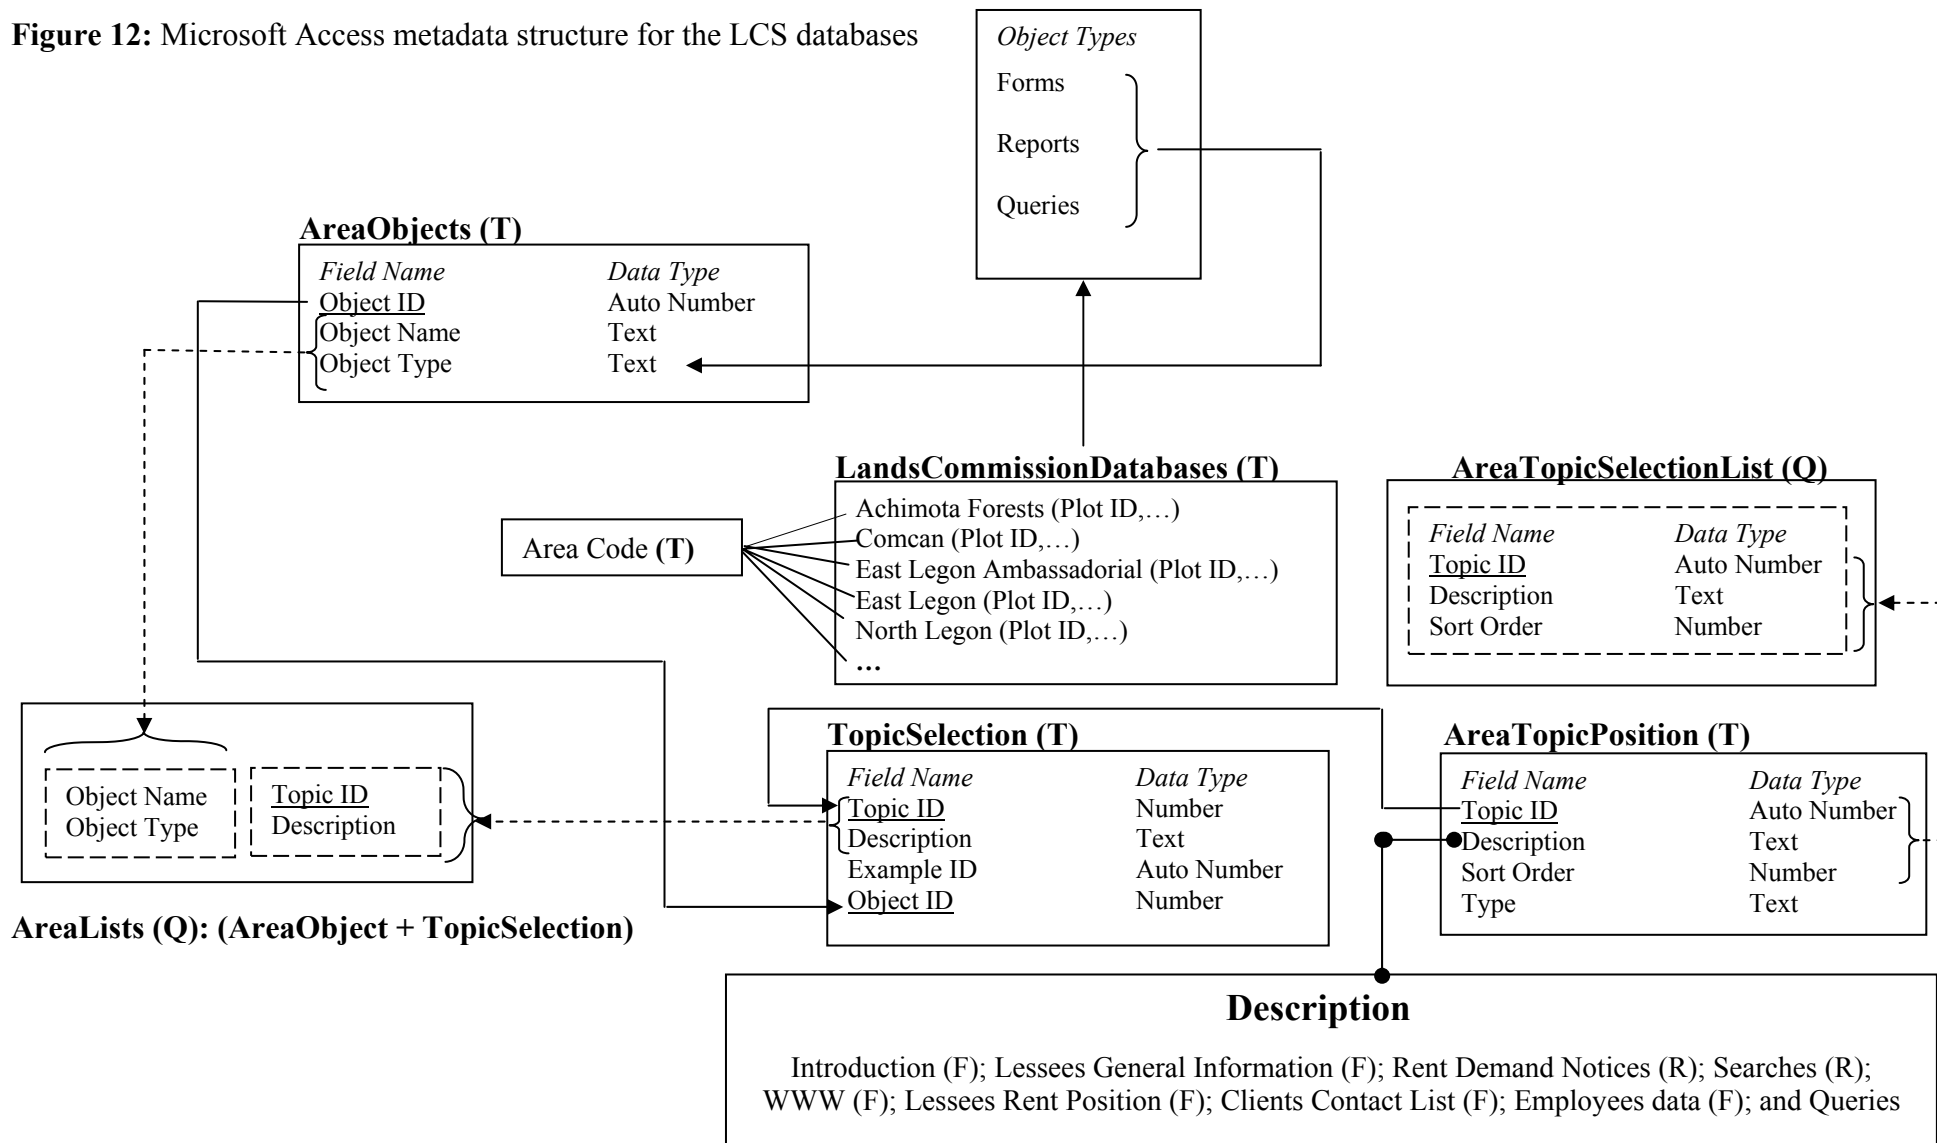 Figure 12: Microsoft Access metadata structure for the LCS databases
Object Types
Forms
Reports
Queries
AreaObjects (T)
Field Name Data Type
Object ID Auto Number
Object Name Text
Object Type Text
LandsCommissionDatabases (T)
Achimota Forests (Plot ID,…)
Comcan (Plot ID,…)
East Legon Ambassadorial (Plot ID,…)
East Legon (Plot ID,…)
North Legon (Plot ID,…)
…
Area Code (T)
AreaTopicSelectionList (Q)
Field Name Data Type
Topic ID Auto Number
Description Text
Sort Order Number
Object Name
Object Type
Topic ID
Description
AreaLists (Q): (AreaObject + TopicSelection)
TopicSelection (T)
Field Name Data Type
Topic ID Number
Description Text
Example ID Auto Number
Object ID Number
AreaTopicPosition (T)
Field Name Data Type
Topic ID Auto Number
Description Text
Sort Order Number
Type Text
Description
Introduction (F); Lessees General Information (F); Rent Demand Notices (R); Searches (R);
WWW (F); Lessees Rent Position (F); Clients Contact List (F); Employees data (F); and Queries